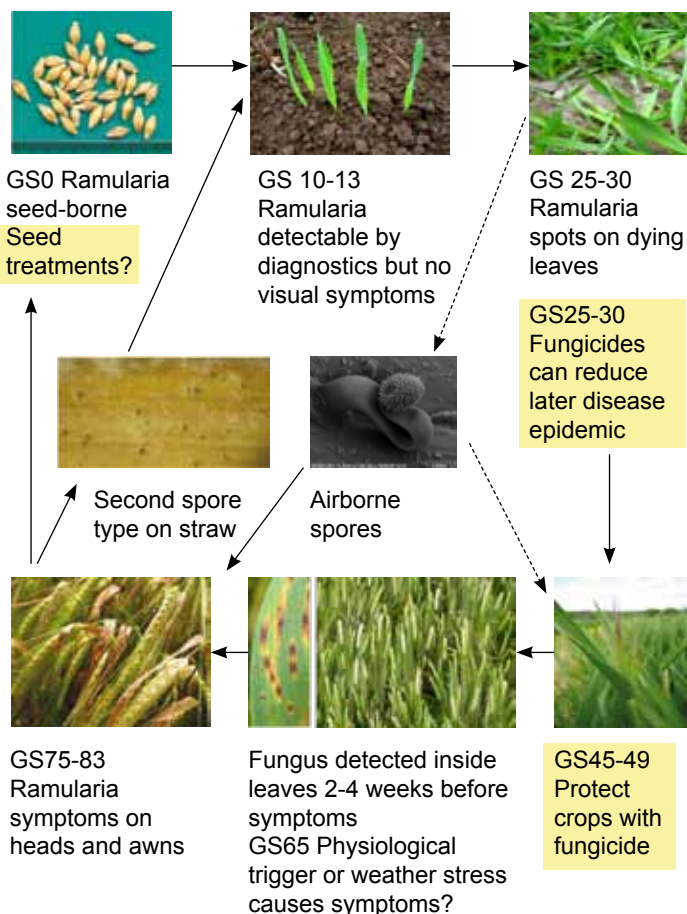 GS0 Ramularia
seed-borne
Seed
treatments?
GS 10-13
Ramularia
detectable by
diagnostics but no
visual symptoms
GS 25-30
Ramularia
spots on dying
leaves
GS25-30
Fungicides
can reduce
later disease
epidemic
Second spore
type on straw
Airborne
spores
GS75-83
Ramularia
symptoms on
heads and awns
Fungus detected inside
leaves 2-4 weeks before
symptoms
GS65 Physiological
trigger or weather stress
causes symptoms?
GS45-49
Protect
crops with
fungicide